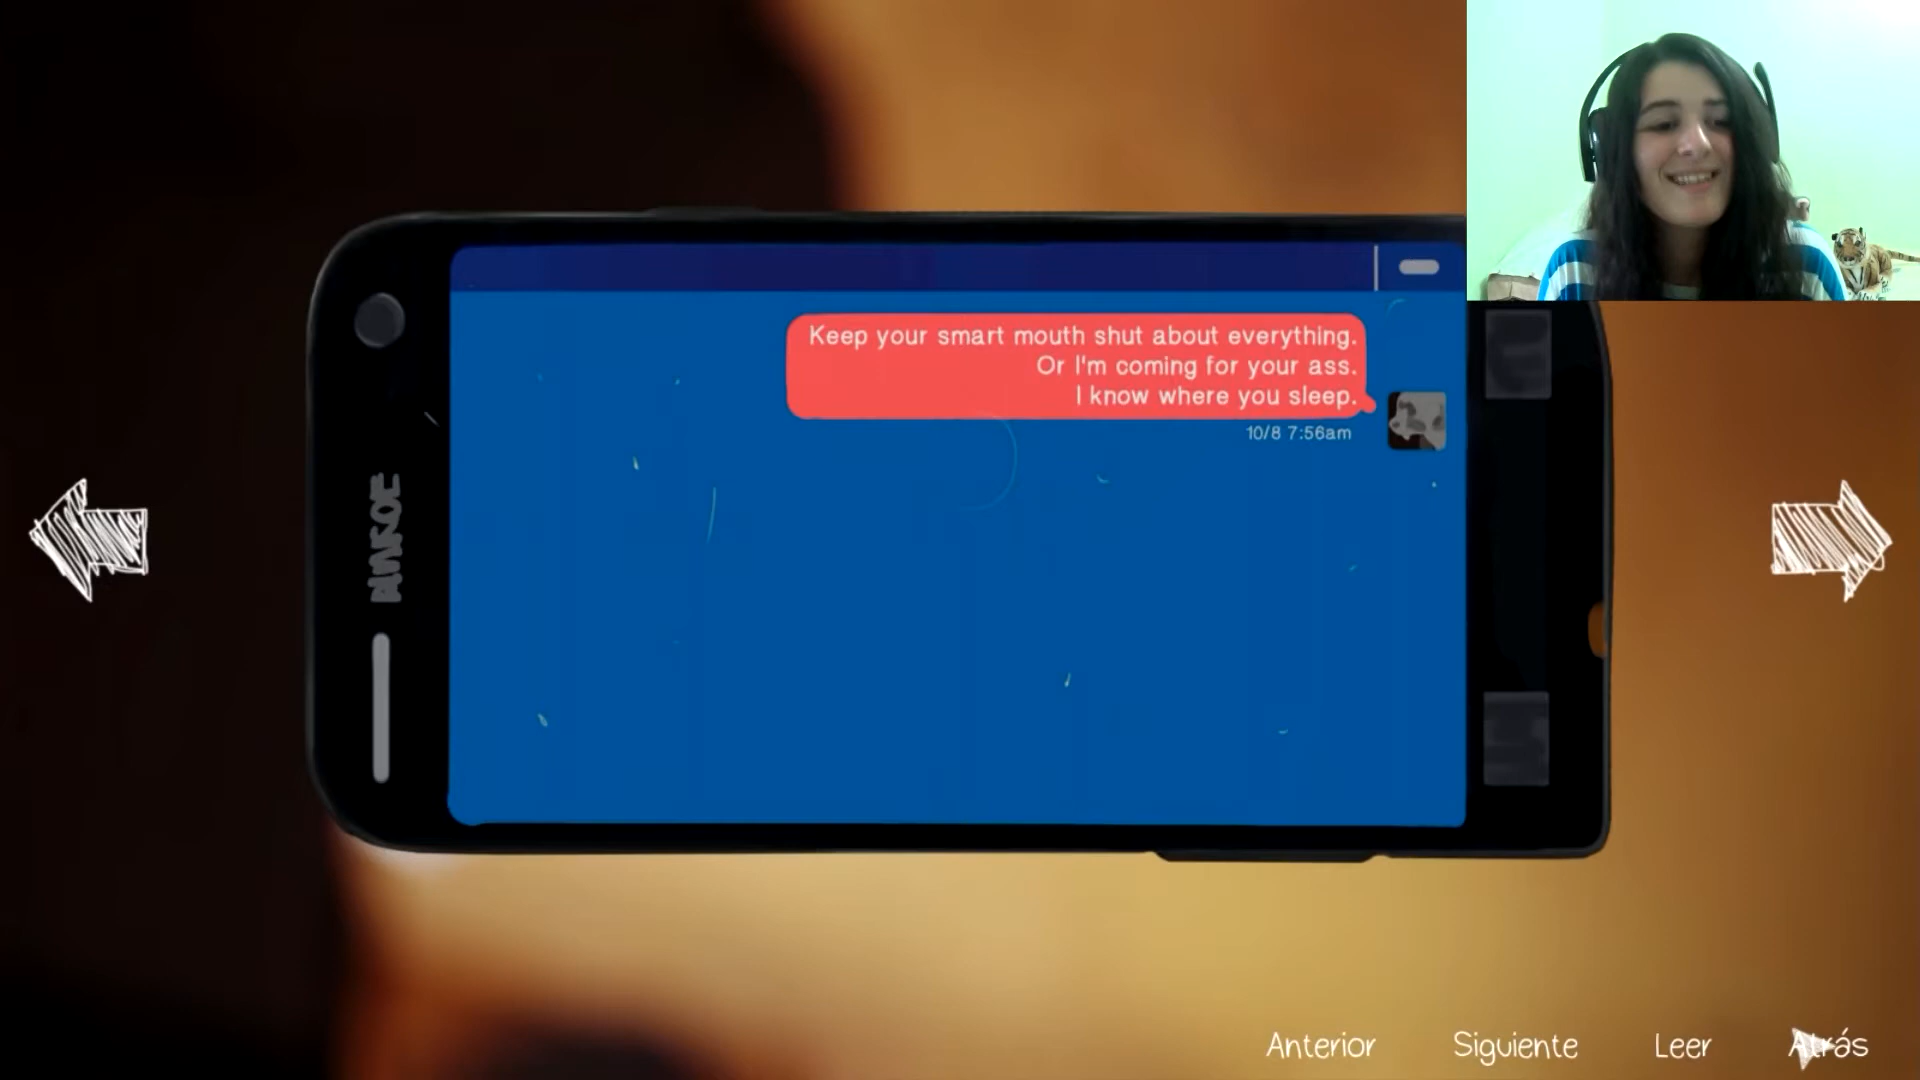 Keep your smart mouth shut about everything.
Or I'm coming for your ass.
I know where you sleep.
10/8 7:56am
Anterior
Siguiente
Leer
Atrás